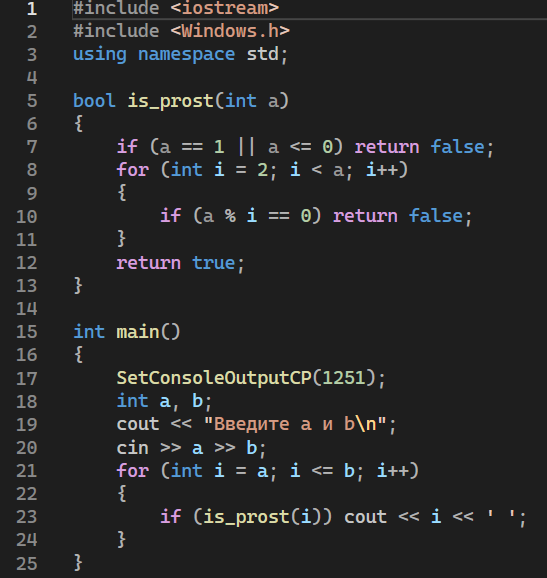 1 #include <iostream>
2 #include <Windows.h>
3 using namespace std;
4
5 bool is_prost(int a)
6 {
7     if (a == 1 || a <= 0) return false;
8     for (int i = 2; i < a; i++)
9     {
10         if (a % i == 0) return false;
11     }
12     return true;
13 }
14
15 int main()
16 {
17     SetConsoleOutputCP(1251);
18     int a, b;
19     cout << "Введите a и b\n";
20     cin >> a >> b;
21     for (int i = a; i <= b; i++)
22     {
23         if (is_prost(i)) cout << i << ' ';
24     }
25 }